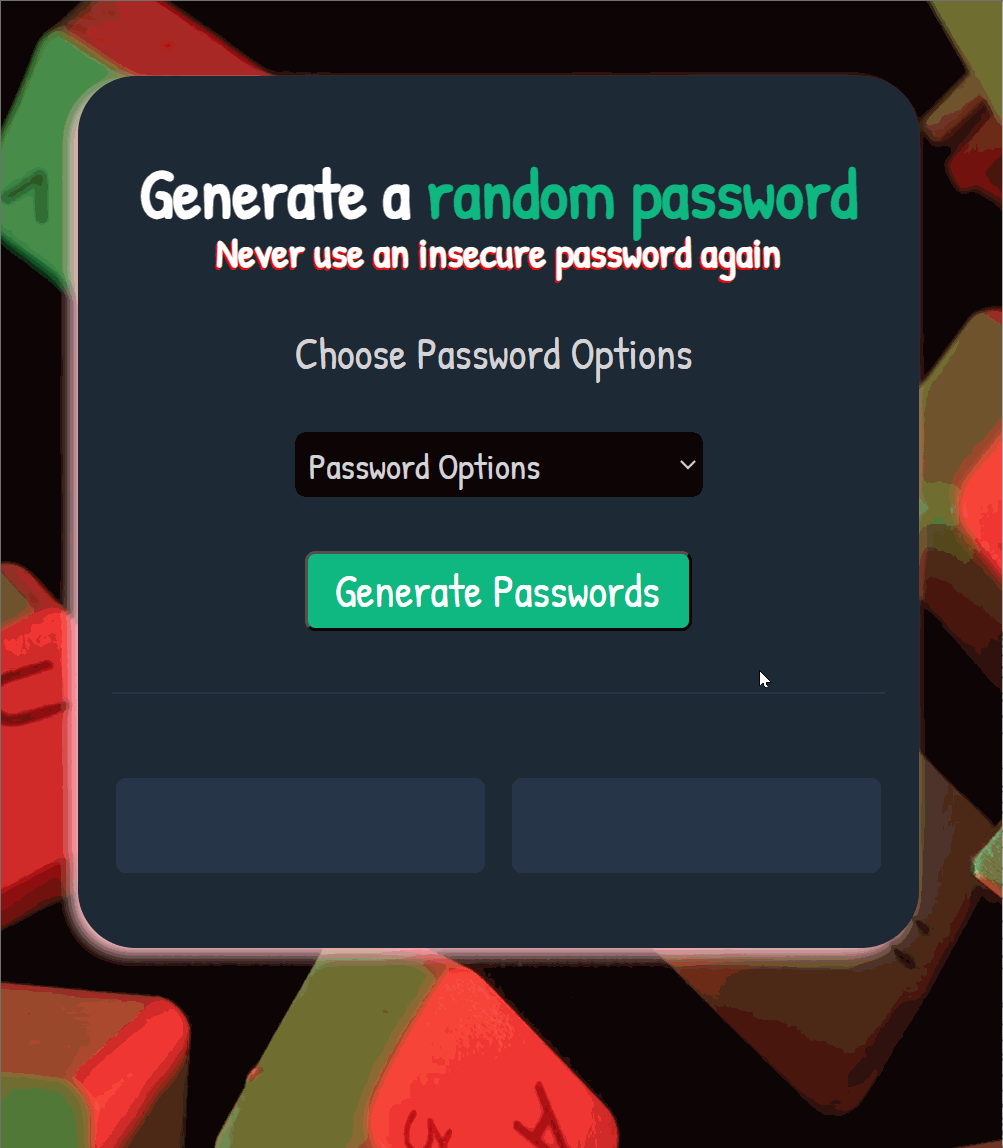 Generate a random password
Never use an insecure password again
Choose Password Options
Password Options
Generate Passwords